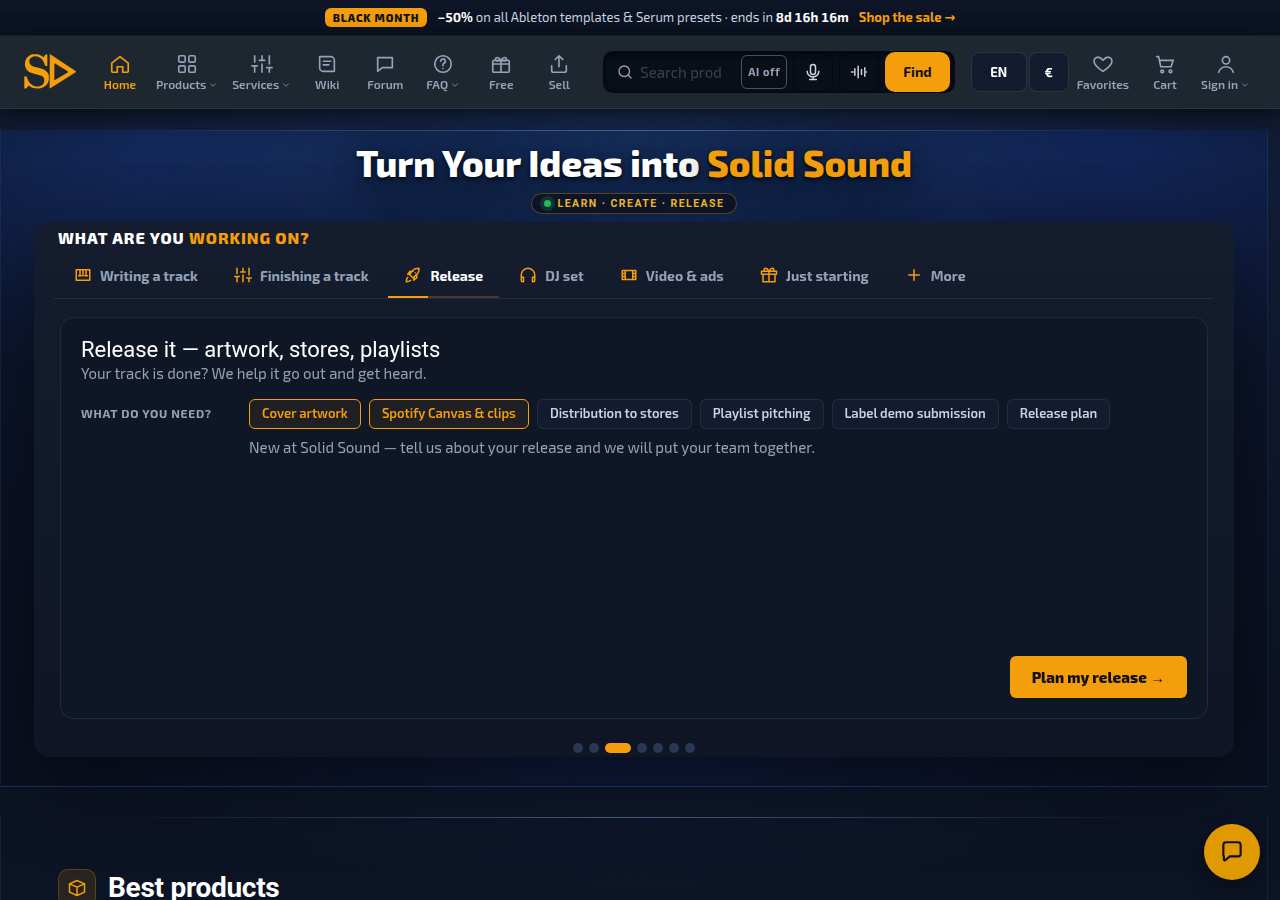 BLACK MONTH −50% on all Ableton templates & Serum presets · ends in 8d 16h 16m Shop the sale →
Home Products Services Wiki Forum FAQ Free Sell Search prod AI off Find EN € Favorites Cart Sign in
Turn Your Ideas into Solid Sound
LEARN · CREATE · RELEASE
WHAT ARE YOU WORKING ON?
Writing a track Finishing a track Release DJ set Video & ads Just starting More
Release it — artwork, stores, playlists
Your track is done? We help it go out and get heard.
WHAT DO YOU NEED? Cover artwork Spotify Canvas & clips Distribution to stores Playlist pitching Label demo submission Release plan
New at Solid Sound — tell us about your release and we will put your team together.
Plan my release →
Best products